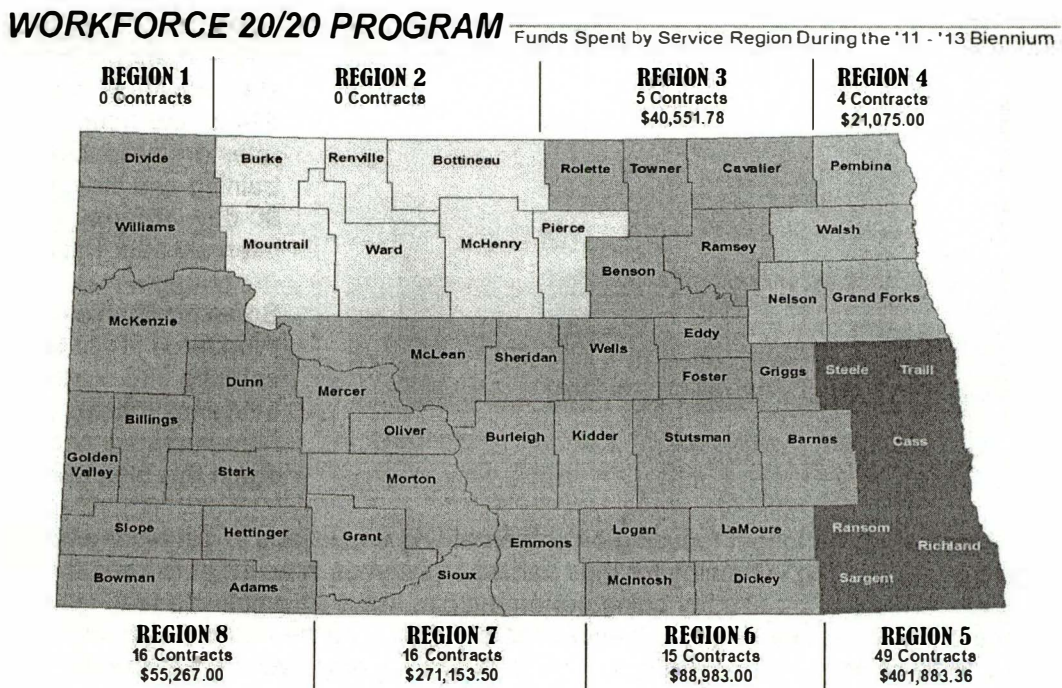 WORKFORCE 20/20 PROGRAM
Funds Spent by Service Region During the '11 - '13 Biennium
REGION 1
0 Contracts
REGION 2
0 Contracts
REGION 3
5 Contracts
$40,551.78
REGION 4
4 Contracts
$21,075.00
Divide
Burke
Renville
Bottineau
Rolette
Towner
Cavalier
Pembina
Williams
Mountrail
Ward
McHenry
Pierce
Benson
Ramsey
Walsh
Nelson
Grand Forks
McKenzie
Dunn
McLean
Mercer
Oliver
Sheridan
Wells
Eddy
Foster
Griggs
Steele
Traill
Billings
Golden
Valley
Stark
Morton
Burleigh
Kidder
Stutsman
Barnes
Cass
Slope
Hettinger
Grant
Sioux
Emmons
Logan
LaMoure
Ransom
Richland
Bowman
Adams
McIntosh
Dickey
Sargent
REGION 8
16 Contracts
$55,267.00
REGION 7
16 Contracts
$271,153.50
REGION 6
15 Contracts
$88,983.00
REGION 5
49 Contracts
$401,883.36